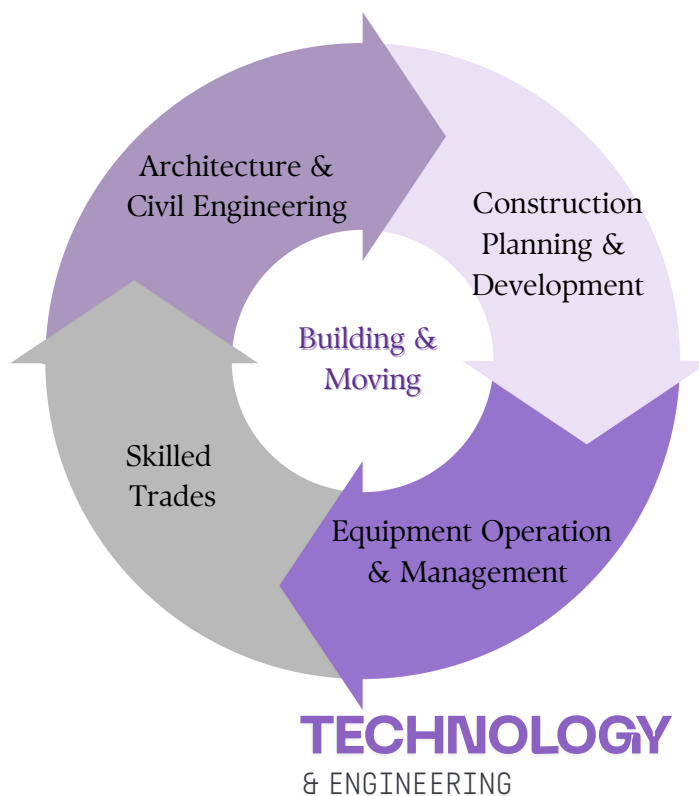 Architecture &
Civil Engineering
Construction
Planning &
Development
Building &
Moving
Skilled
Trades
Equipment Operation
& Management
TECHNOLOGY
& ENGINEERING